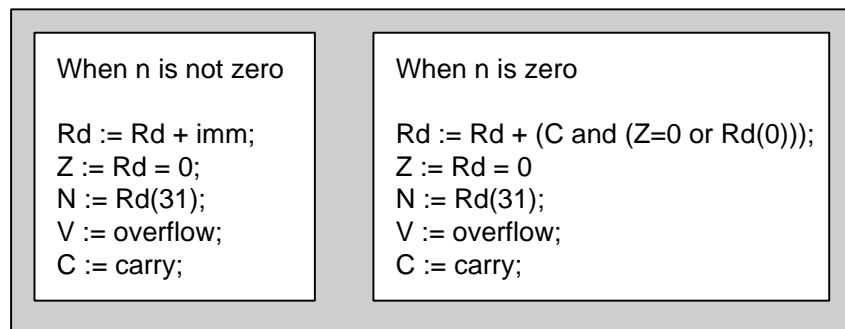 When n is not zero
Rd := Rd + imm;
Z := Rd = 0;
N := Rd(31);
V := overflow;
C := carry;
When n is zero
Rd := Rd + (C and (Z=0 or Rd(0)));
Z := Rd = 0
N := Rd(31);
V := overflow;
C := carry;